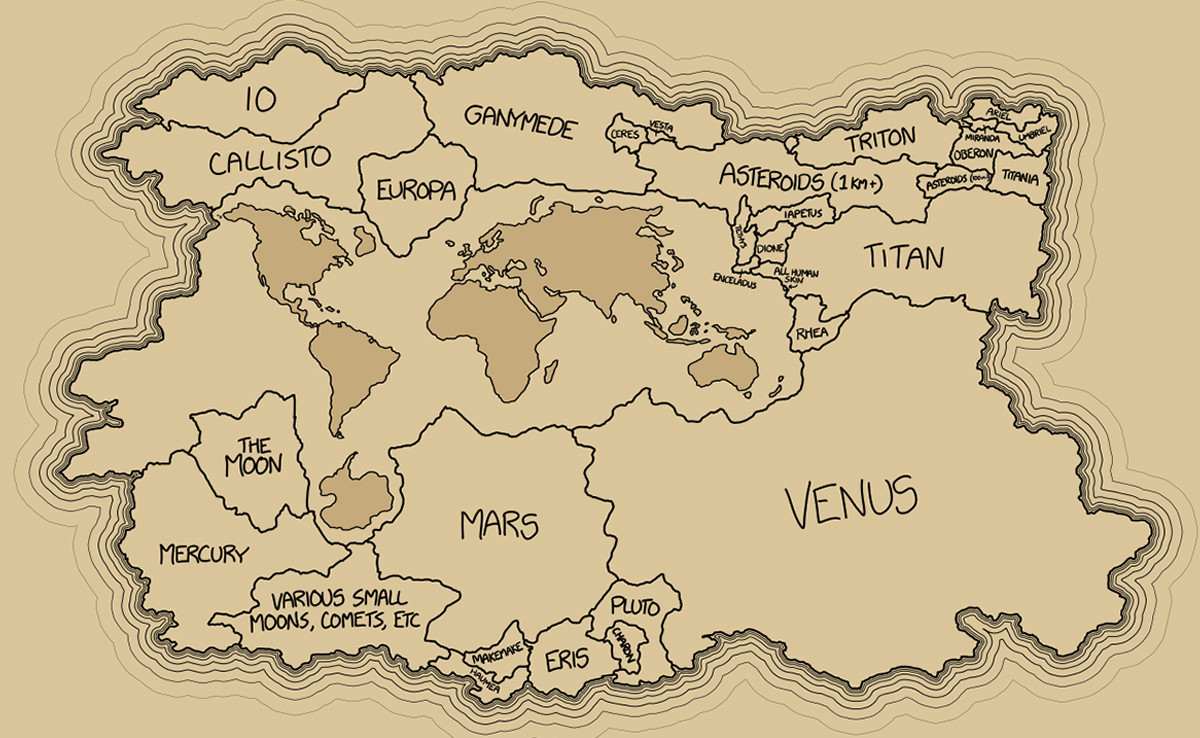 IO
GANYMEDE
CERES
VESTA
CALLISTO
EUROPA
ASTEROIDS (1 KM+)
TRITON
ARIEL
UMBRIEL
MIRANDA
OBERON
TITANIA
IAPETUS
DIONE
ENCELADUS
ALL HUMAN
SKIN
TITAN
RHEA
THE
MOON
MERCURY
MARS
VENUS
VARIOUS SMALL
MOONS, COMETS, ETC
PLUTO
CHARON
ERIS
MAKEMAKE
HAUMEA
ASTEROIDS